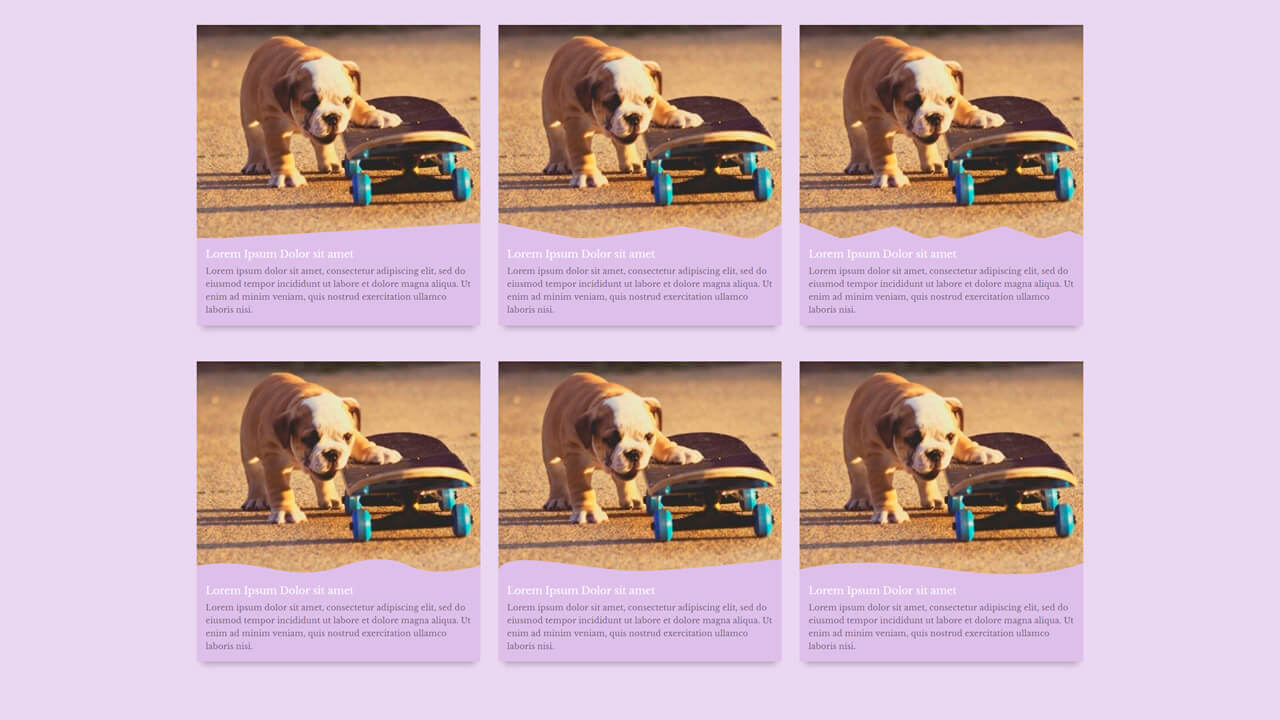 Lorem Ipsum Dolor sit amet
Lorem ipsum dolor sit amet, consectetur adipiscing elit, sed do
eiusmod tempor incididunt ut labore et dolore magna aliqua. Ut
enim ad minim veniam, quis nostrud exercitation ullamco
laboris nisi.
Lorem Ipsum Dolor sit amet
Lorem ipsum dolor sit amet, consectetur adipiscing elit, sed do
eiusmod tempor incididunt ut labore et dolore magna aliqua. Ut
enim ad minim veniam, quis nostrud exercitation ullamco
laboris nisi.
Lorem Ipsum Dolor sit amet
Lorem ipsum dolor sit amet, consectetur adipiscing elit, sed do
eiusmod tempor incididunt ut labore et dolore magna aliqua. Ut
enim ad minim veniam, quis nostrud exercitation ullamco
laboris nisi.
Lorem Ipsum Dolor sit amet
Lorem ipsum dolor sit amet, consectetur adipiscing elit, sed do
eiusmod tempor incididunt ut labore et dolore magna aliqua. Ut
enim ad minim veniam, quis nostrud exercitation ullamco
laboris nisi.
Lorem Ipsum Dolor sit amet
Lorem ipsum dolor sit amet, consectetur adipiscing elit, sed do
eiusmod tempor incididunt ut labore et dolore magna aliqua. Ut
enim ad minim veniam, quis nostrud exercitation ullamco
laboris nisi.
Lorem Ipsum Dolor sit amet
Lorem ipsum dolor sit amet, consectetur adipiscing elit, sed do
eiusmod tempor incididunt ut labore et dolore magna aliqua. Ut
enim ad minim veniam, quis nostrud exercitation ullamco
laboris nisi.